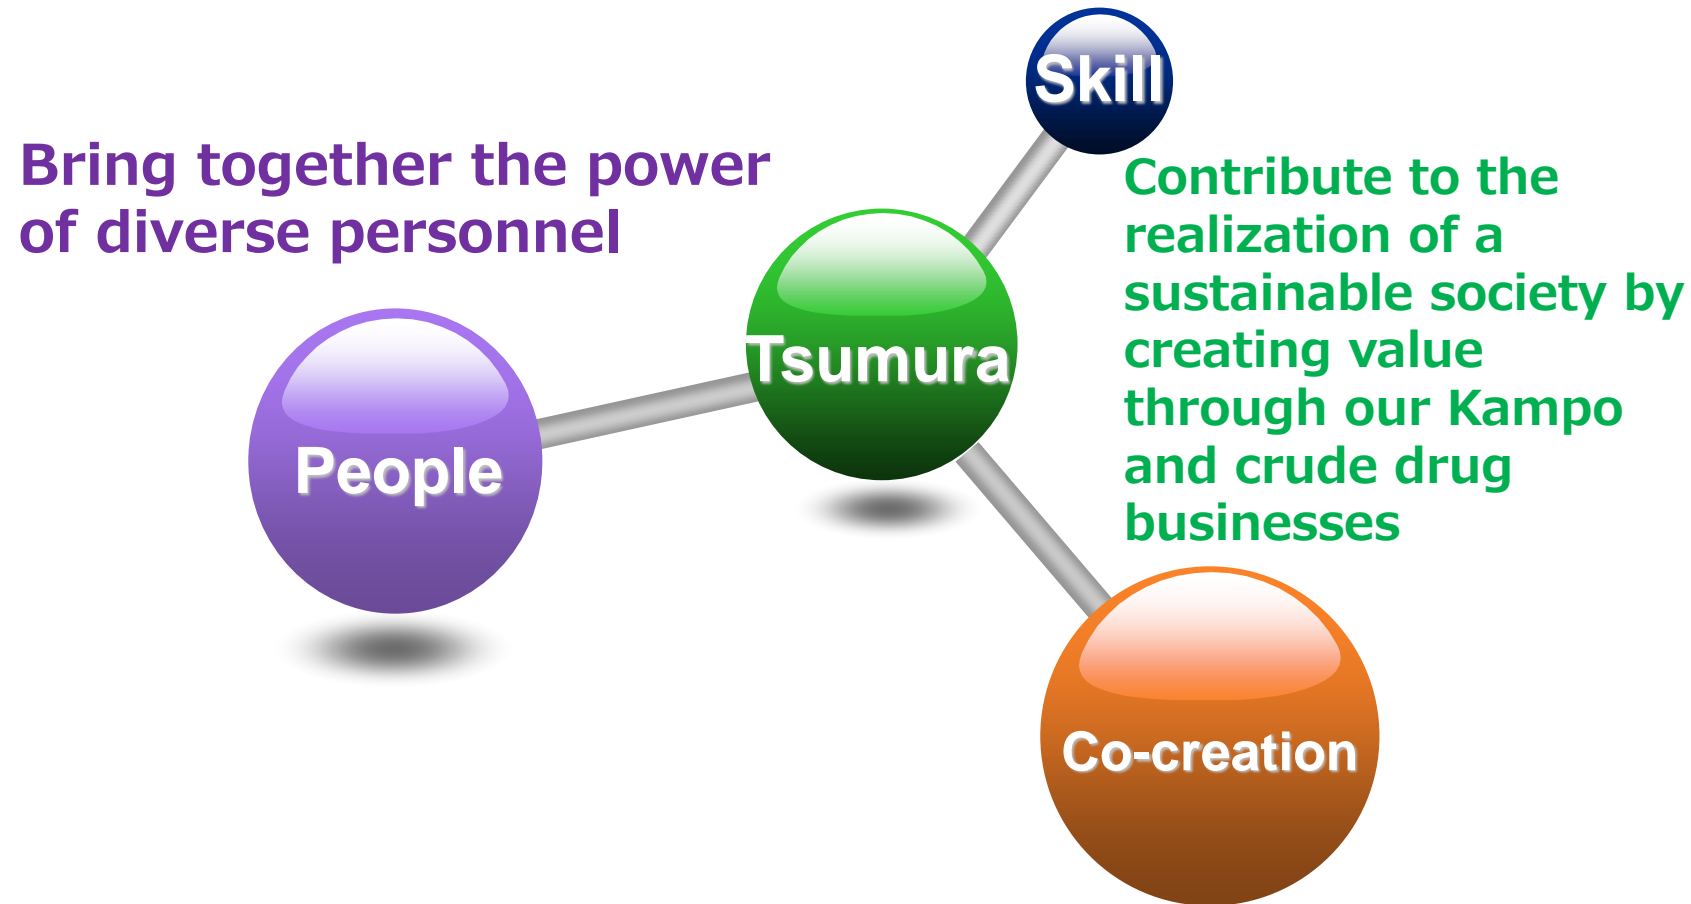 Skill
Bring together the power
of diverse personnel
Contribute to the
realization of a
sustainable society by
creating value
through our Kampo
and crude drug
businesses
Tsumura
People
Co-creation